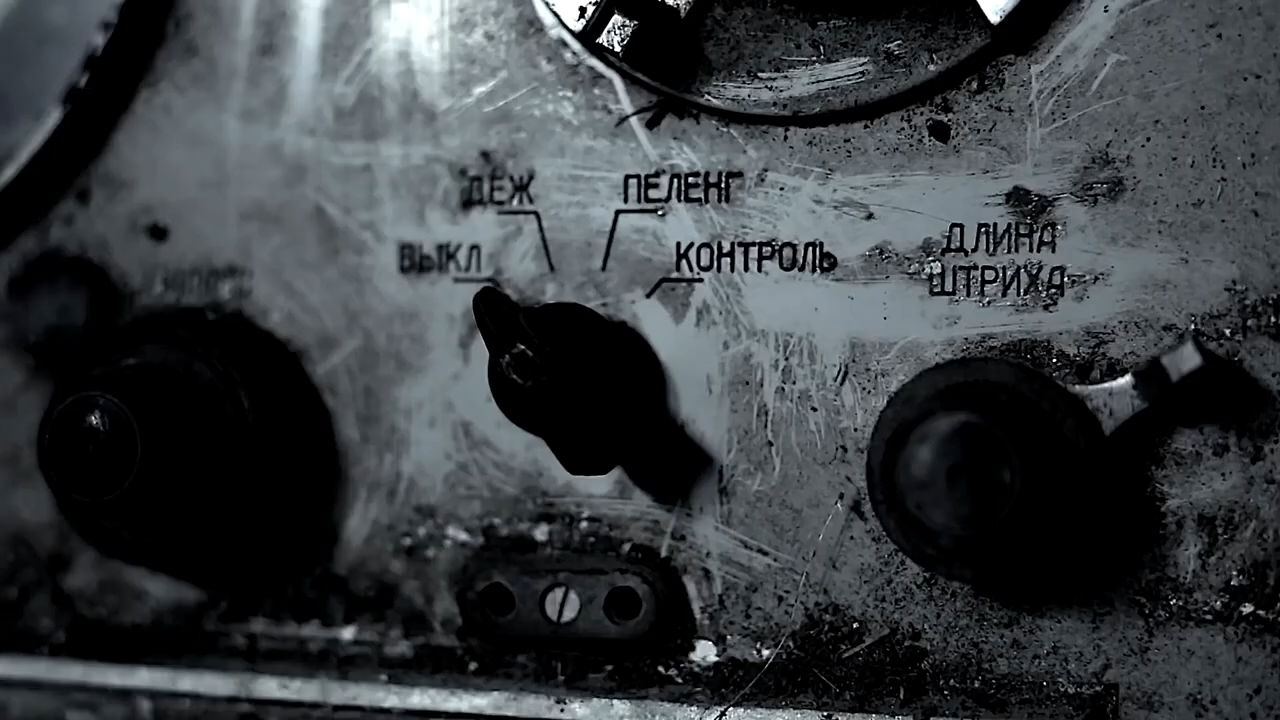 ДЕЖ
ПЕЛЕНГ
ВЫКЛ
КОНТРОЛЬ
ДЛИНА
ШТРИХА